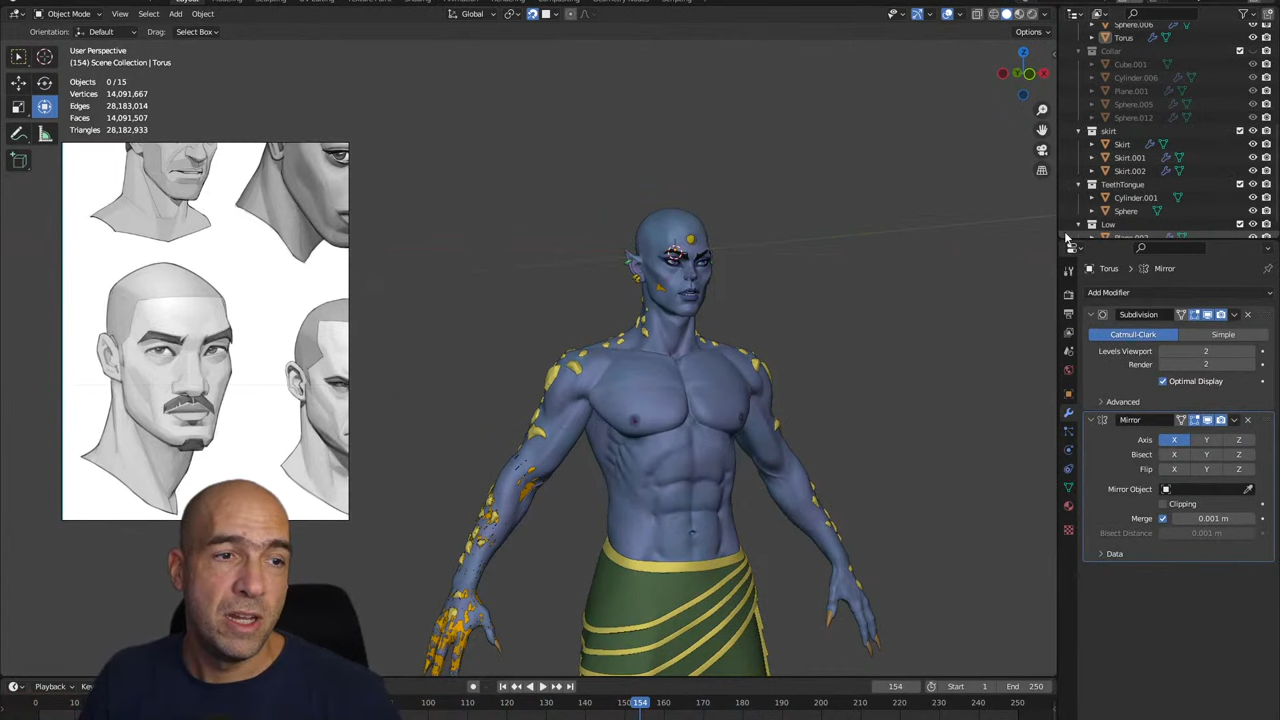 Object Mode View Select Add Object Global Options
Orientation: Default Drag: Select Box
User Perspective
(154) Scene Collection | Torus
Objects 0/15
Vertices 14,091,667
Edges 28,183,014
Faces 14,091,507
Triangles 28,182,933
Z
X
Y
Sphere.006
Torus
Collar
Cube.001
Cylinder.006
Plane.001
Sphere.005
Sphere.012
skirt
Skirt
Skirt.001
Skirt.002
TeethTongue
Cylinder.001
Sphere
Low
Torus > Mirror
Add Modifier
Subdivision
Catmull-Clark Simple
Levels Viewport 2
Render 2
Optimal Display
Advanced
Mirror
Axis X Y Z
Bisect X Y Z
Flip X Y Z
Mirror Object
Clipping
Merge 0.001 m
Bisect Distance 0.001 m
Data
Playback 154 Start 1 End 250
0 10 100 110 120 130 140 154 160 170 180 190 200 210 220 230 240 250